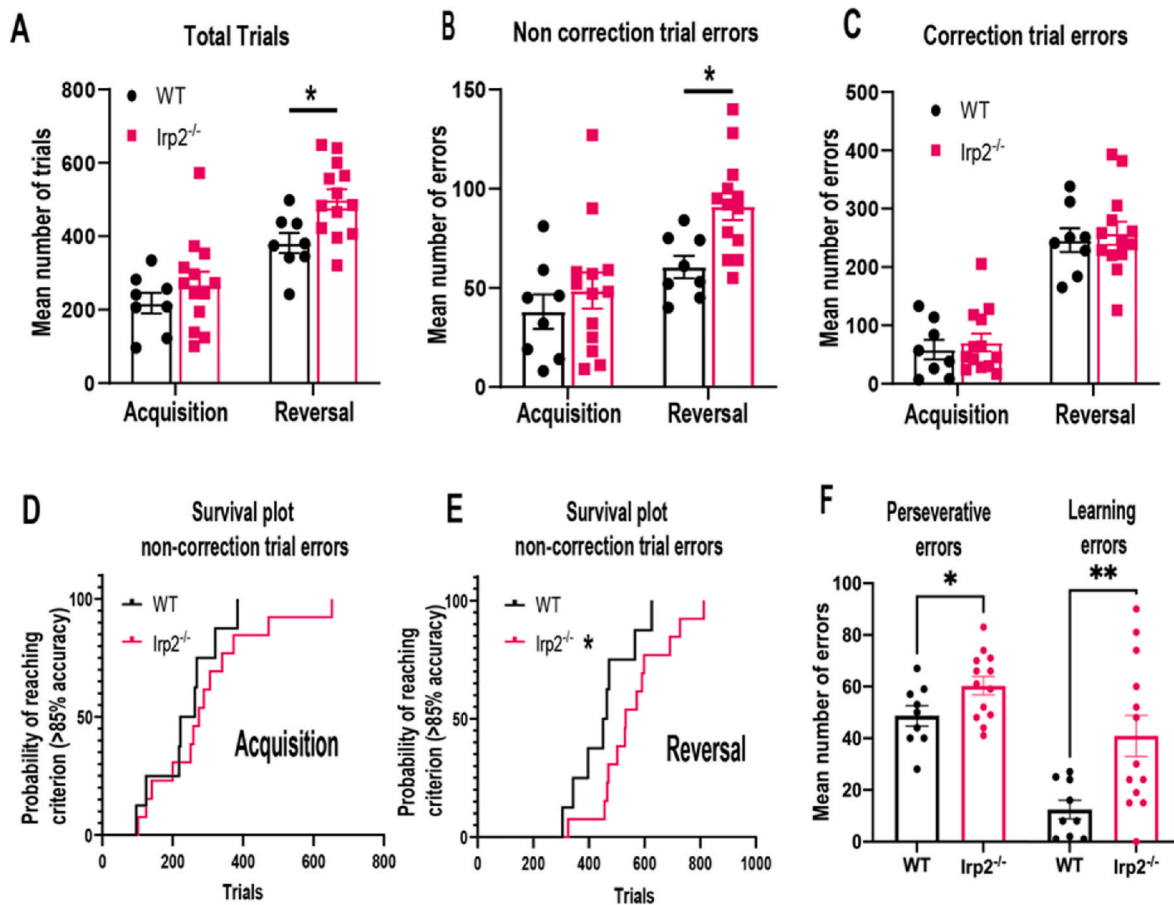 A
Total Trials
Mean number of trials
800
600
400
200
0
WT
Irp2-/-
*
Acquisition
Reversal
B
Non correction trial errors
Mean number of errors
150
100
50
0
*
Acquisition
Reversal
C
Correction trial errors
Mean number of errors
500
400
300
200
100
0
WT
Irp2-/-
Acquisition
Reversal
D
Survival plot
non-correction trial errors
Probability of reaching
criterion (>85% accuracy)
100
50
0
WT
Irp2-/-
Acquisition
0
200
400
600
800
Trials
E
Survival plot
non-correction trial errors
Probability of reaching
criterion (>85% accuracy)
100
50
0
WT
Irp2-/- *
Reversal
0
200
400
600
800
1000
Trials
F
Perseverative
errors
Learning
errors
Mean number of errors
100
80
60
40
20
0
*
**
WT
Irp2-/-
WT
Irp2-/-